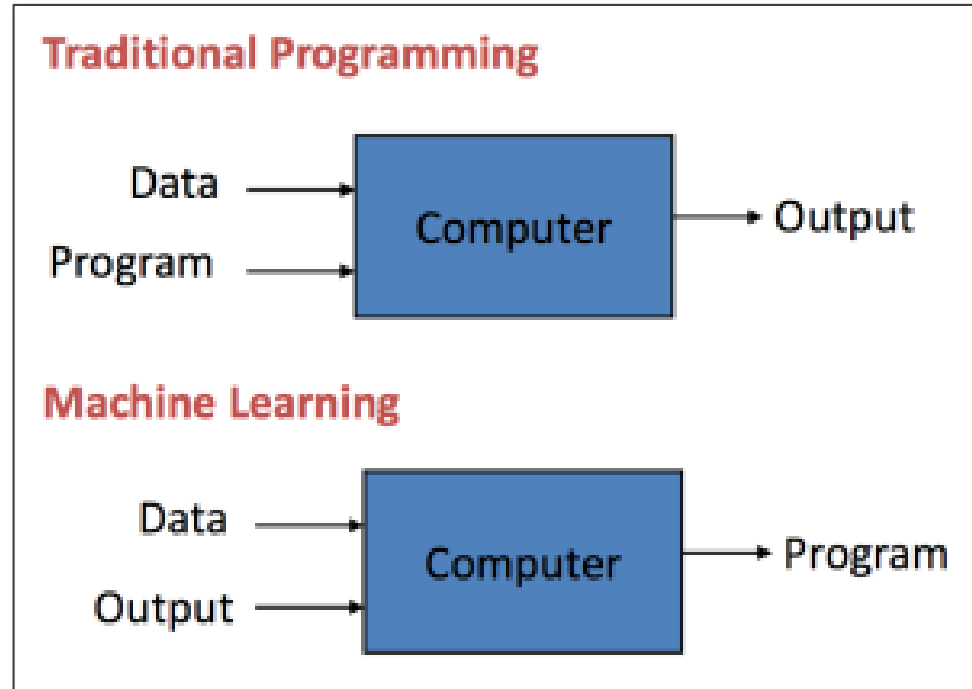 Traditional Programming
Data
Program
Computer
Output
Machine Learning
Data
Output
Computer
Program